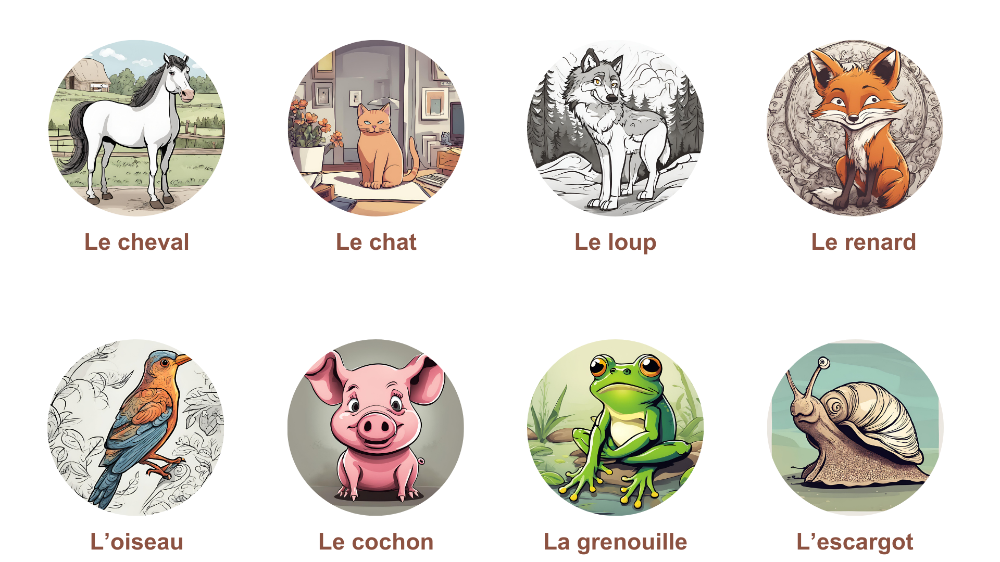 Le cheval
Le chat
Le loup
Le renard
L’oiseau
Le cochon
La grenouille
L’escargot